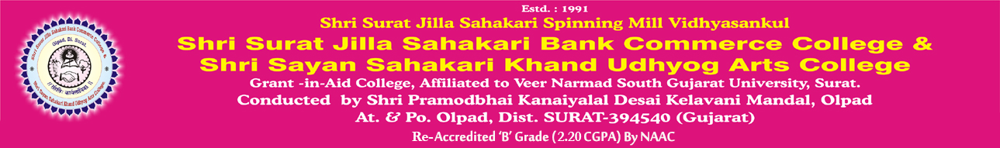 Estd. : 1991
Shri Surat Jilla Sahakari Spinning Mill Vidhyasankul
Shri Surat Jilla Sahakari Bank Commerce College &
Shri Sayan Sahakari Khand Udhyog Arts College
Grant -in-Aid College, Affiliated to Veer Narmad South Gujarat University, Surat.
Conducted by Shri Pramodbhai Kanaiyalal Desai Kelavani Mandal, Olpad
At. & Po. Olpad, Dist. SURAT-394540 (Gujarat)
Re-Accredited ‘B’ Grade (2.20 CGPA) By NAAC
Shri Surat Jilla Sahakari Bank Commerce College &
Shri Sayan Sahakari Khand Udhyog Arts College
Olpad, Di. Surat.